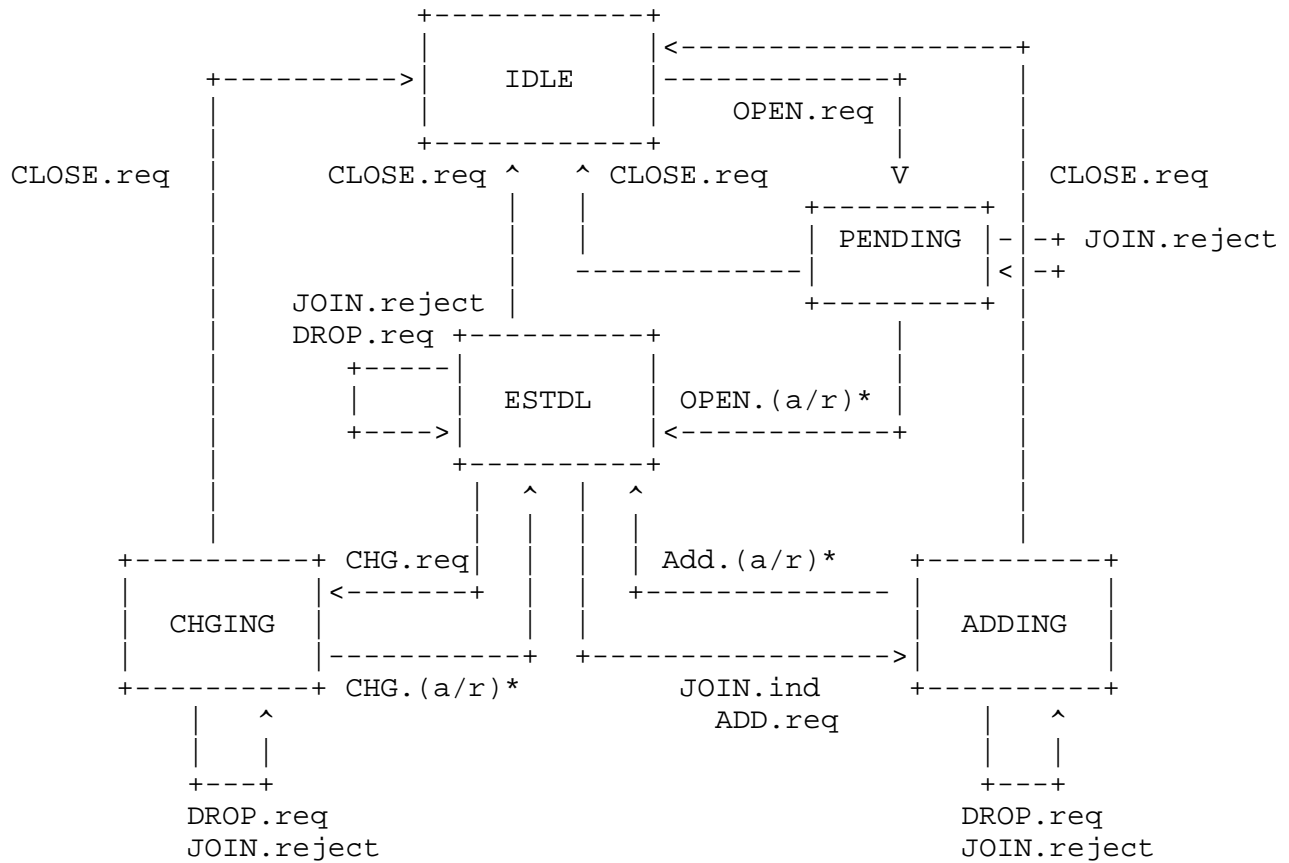 IDLE
OPEN.req
CLOSE.req CLOSE.req CLOSE.req V CLOSE.req
PENDING JOIN.reject
JOIN.reject
DROP.req
ESTDL OPEN.(a/r)*
CHG.req Add.(a/r)*
CHGING ADDING
CHG.(a/r)* JOIN.ind
ADD.req
DROP.req DROP.req
JOIN.reject JOIN.reject